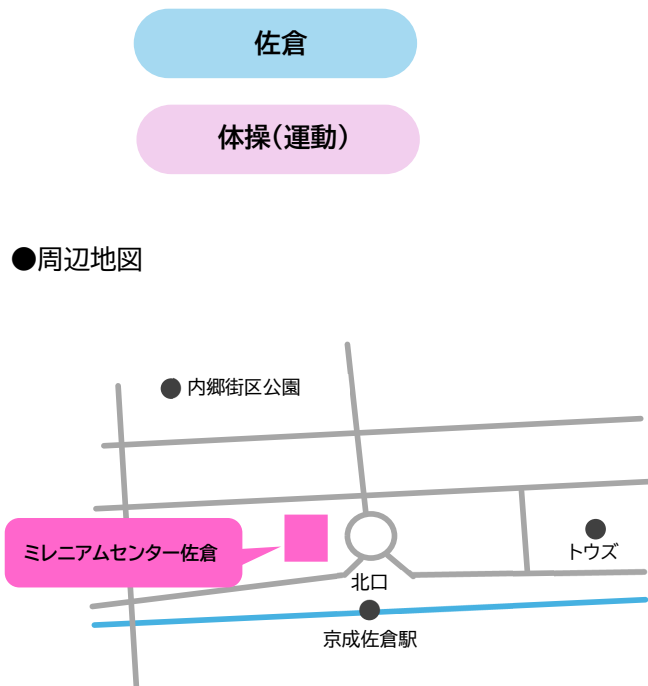 佐倉
体操（運動）
●周辺地図
内郷街区公園
ミレニアムセンター佐倉
トウズ
北口
京成佐倉駅